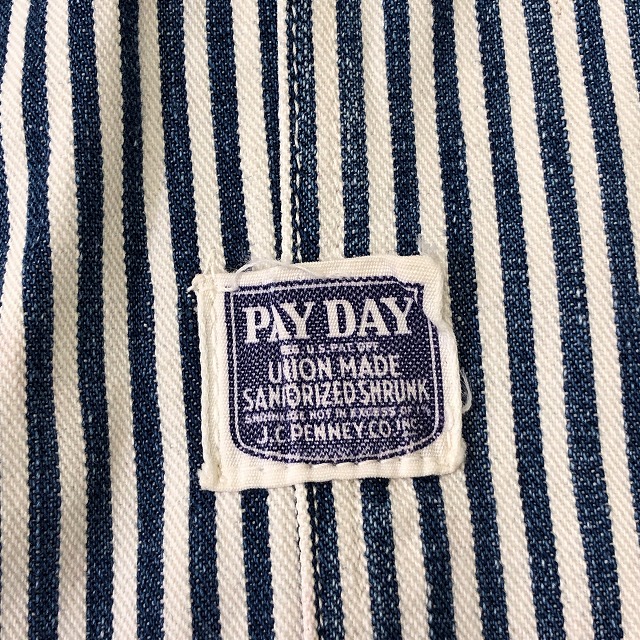 PAY DAY
UNION MADE
SANFORIZED SHRUNK
J.C. PENNEY CO. INC.